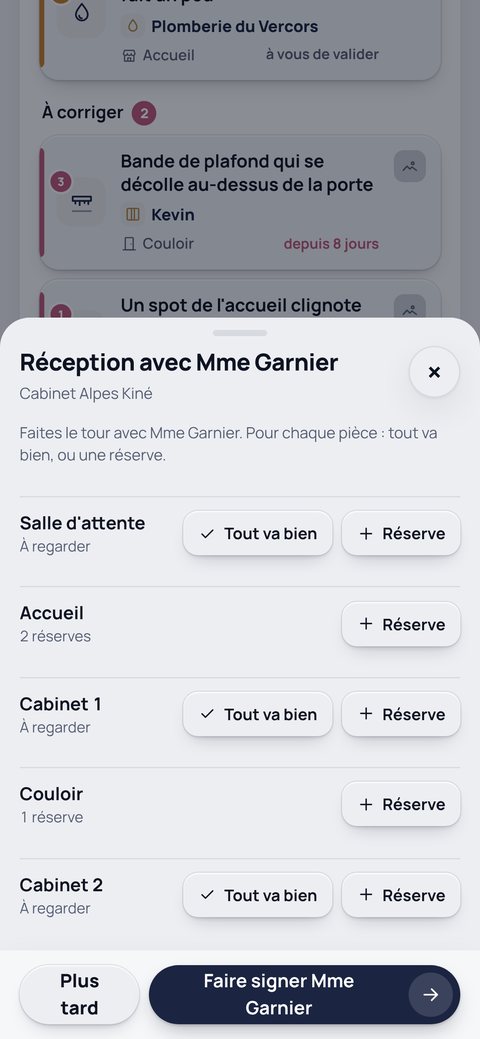 Plomberie du Vercors
Accueil
à vous de valider
À corriger 2
Bande de plafond qui se
décolle au-dessus de la porte
3
Kevin
Couloir
depuis 8 jours
Un spot de l'accueil clignote
1
Réception avec Mme Garnier
Cabinet Alpes Kiné
Faites le tour avec Mme Garnier. Pour chaque pièce : tout va
bien, ou une réserve.
Salle d'attente
À regarder
Tout va bien
Réserve
Accueil
2 réserves
Réserve
Cabinet 1
À regarder
Tout va bien
Réserve
Couloir
1 réserve
Réserve
Cabinet 2
À regarder
Tout va bien
Réserve
Plus
tard
Faire signer Mme
Garnier